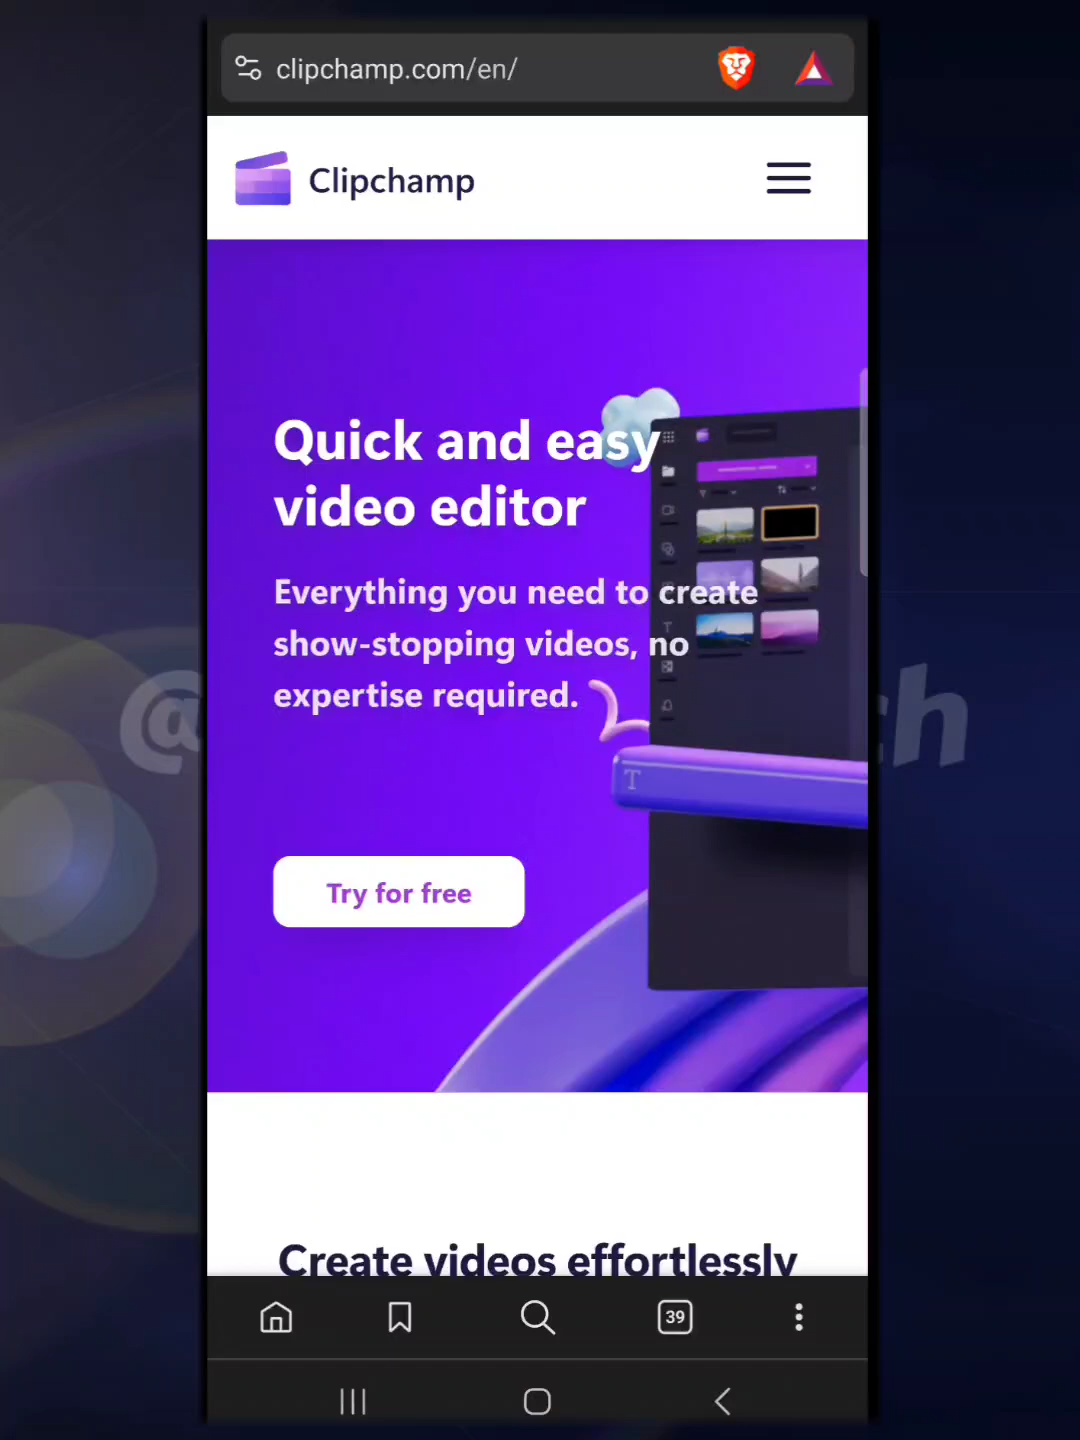 clipchamp.com/en/
Clipchamp
Quick and easy
video editor
Everything you need to create
show-stopping videos, no
expertise required.
T
Try for free
Create videos effortlessly
39